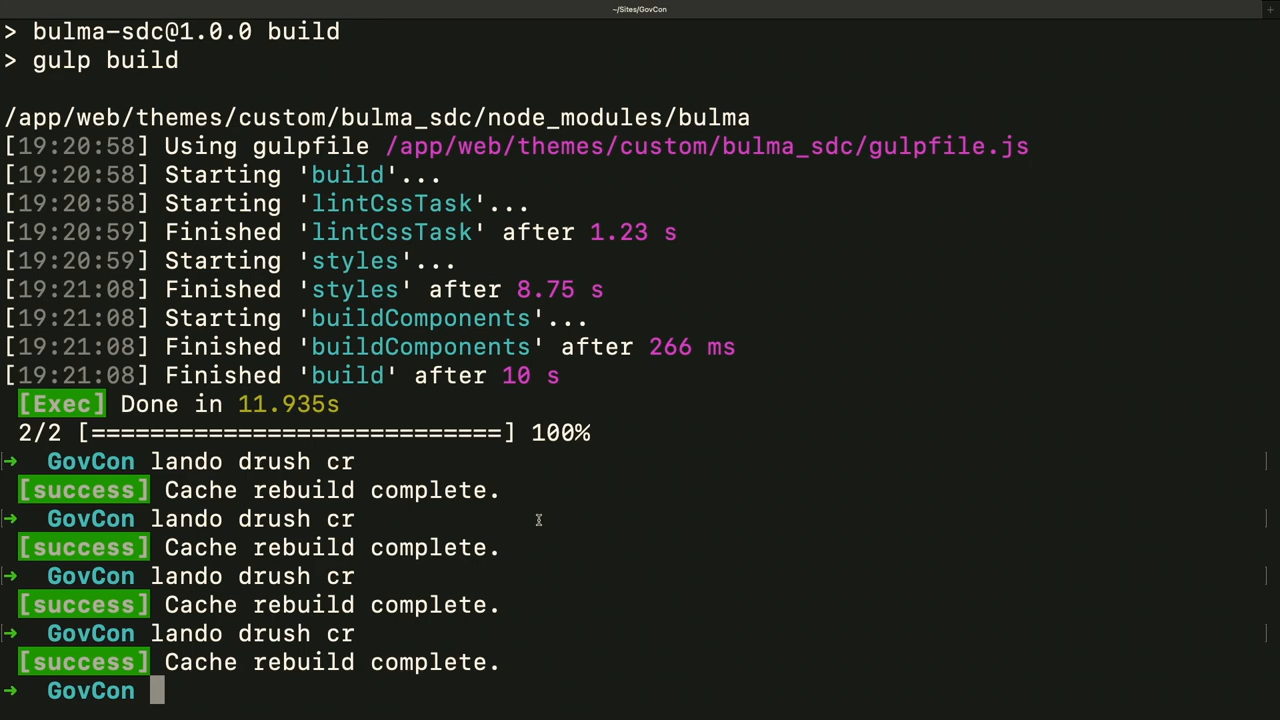 ~/Sites/GovCon
> bulma-sdc@1.0.0 build
> gulp build
/app/web/themes/custom/bulma_sdc/node_modules/bulma
[19:20:58] Using gulpfile /app/web/themes/custom/bulma_sdc/gulpfile.js
[19:20:58] Starting 'build'...
[19:20:58] Starting 'lintCssTask'...
[19:20:59] Finished 'lintCssTask' after 1.23 s
[19:20:59] Starting 'styles'...
[19:21:08] Finished 'styles' after 8.75 s
[19:21:08] Starting 'buildComponents'...
[19:21:08] Finished 'buildComponents' after 266 ms
[19:21:08] Finished 'build' after 10 s
[Exec] Done in 11.935s
2/2 [============================] 100%
➜ GovCon lando drush cr
[success] Cache rebuild complete.
➜ GovCon lando drush cr
[success] Cache rebuild complete.
➜ GovCon lando drush cr
[success] Cache rebuild complete.
➜ GovCon lando drush cr
[success] Cache rebuild complete.
➜ GovCon